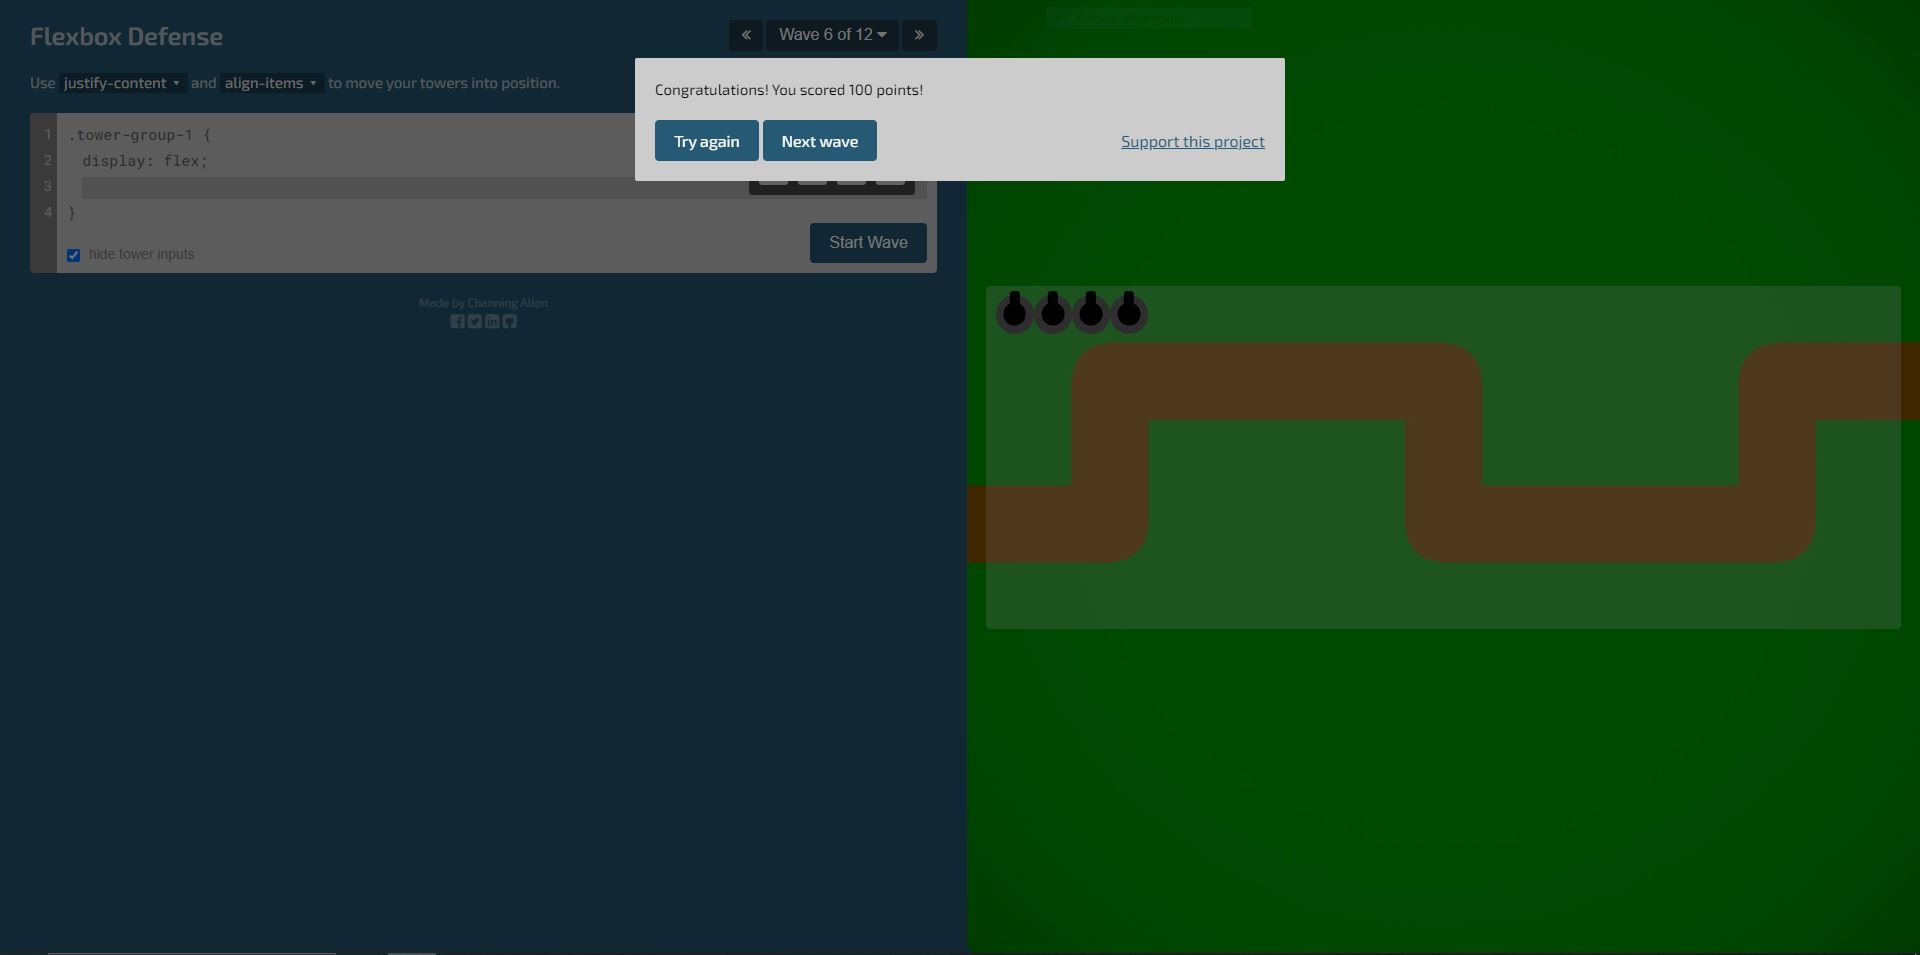 Flexbox Defense
« Wave 6 of 12 »
Use justify-content and align-items to move your towers into position.
Congratulations! You scored 100 points!
Try again Next wave Support this project
1 .tower-group-1 {
2 display: flex;
3
4 }
hide tower inputs
Start Wave
Made by Channing Allen